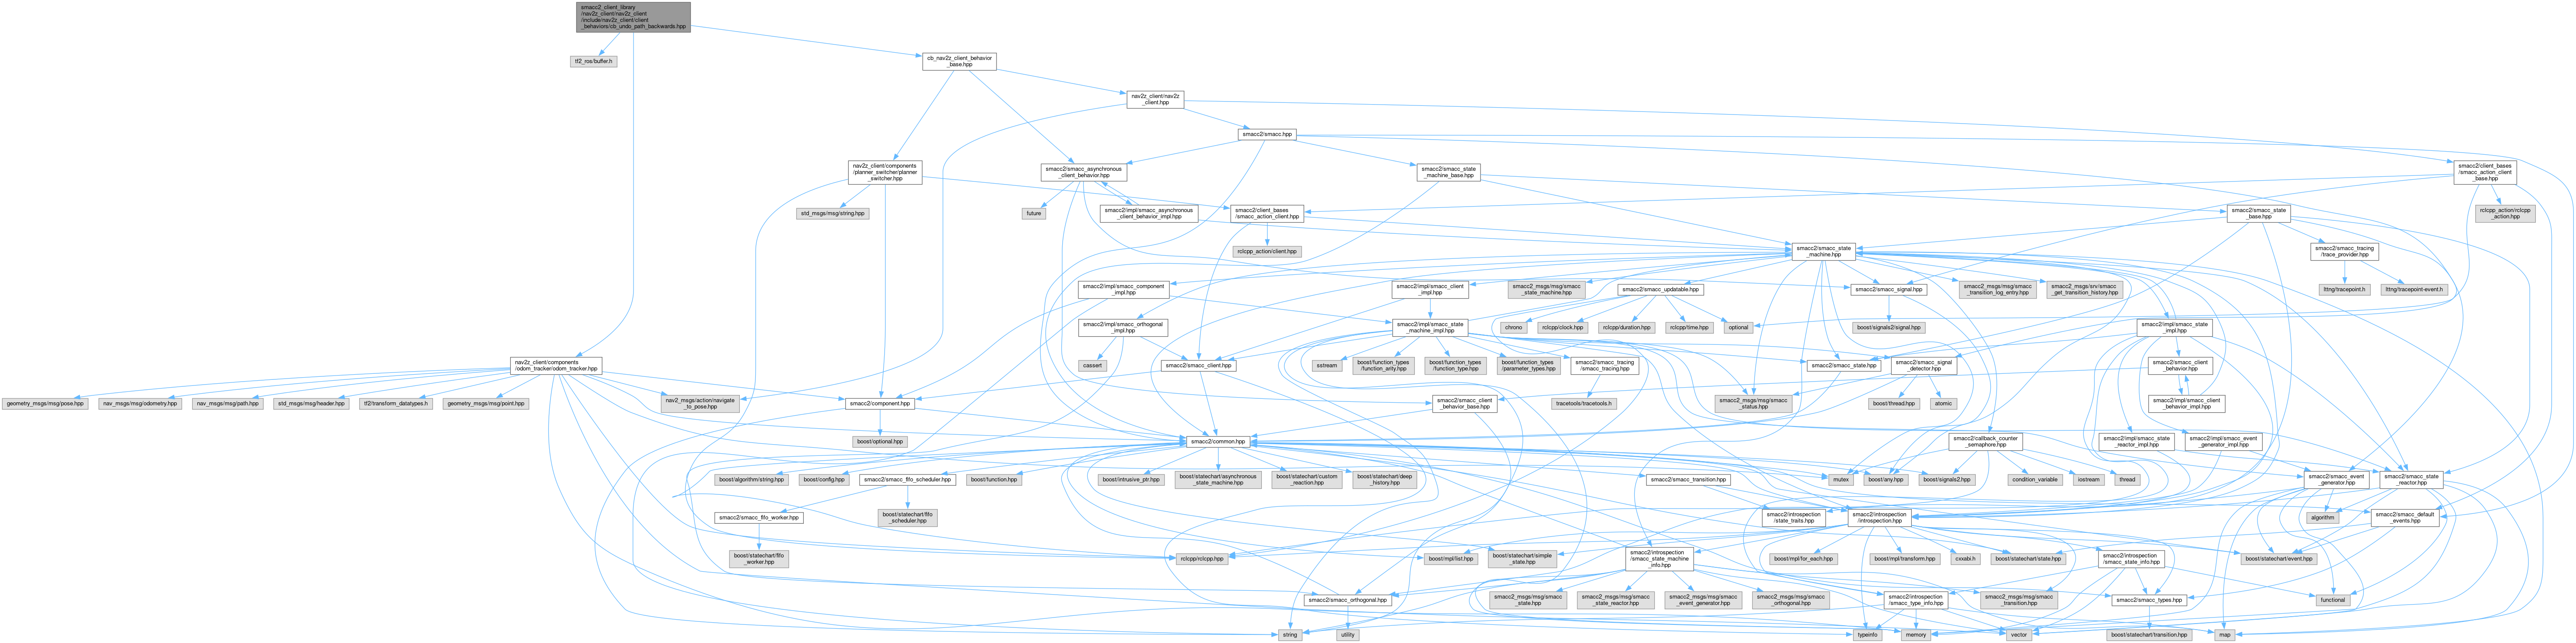 smacc2_client_library
/nav2z_client/nav2z_client
/include/nav2z_client/client
_behaviors/cb_undo_path_backwards.hpp
tf2_ros/buffer.h
cb_nav2z_client_behavior
_base.hpp
nav2z_client/nav2z
_client.hpp
smacc2/smacc.hpp
nav2z_client/components
/planner_switcher/planner
_switcher.hpp
smacc2/smacc_asynchronous
_client_behavior.hpp
smacc2/smacc_state
_machine_base.hpp
smacc2/client_bases
/smacc_action_client
_base.hpp
std_msgs/msg/string.hpp
future
smacc2/impl/smacc_asynchronous
_client_behavior_impl.hpp
smacc2/client_bases
/smacc_action_client.hpp
smacc2/smacc_state
_base.hpp
rclcpp_action/rclcpp
_action.hpp
rclcpp_action/client.hpp
smacc2/smacc_state
_machine.hpp
smacc2/smacc_tracing
/trace_provider.hpp
smacc2/impl/smacc_component
_impl.hpp
smacc2/impl/smacc_client
_impl.hpp
smacc2_msgs/msg/smacc
_state_machine.hpp
smacc2/smacc_updatable.hpp
smacc2/smacc_signal.hpp
smacc2_msgs/msg/smacc
_transition_log_entry.hpp
smacc2_msgs/srv/smacc
_get_transition_history.hpp
lttng/tracepoint.h
lttng/tracepoint-event.h
smacc2/impl/smacc_orthogonal
_impl.hpp
smacc2/impl/smacc_state
_machine_impl.hpp
chrono
rclcpp/clock.hpp
rclcpp/duration.hpp
rclcpp/time.hpp
optional
boost/signals2/signal.hpp
smacc2/impl/smacc_state
_impl.hpp
nav2z_client/components
/odom_tracker/odom_tracker.hpp
cassert
smacc2/smacc_client.hpp
sstream
boost/function_types
/function_arity.hpp
boost/function_types
/function_type.hpp
boost/function_types
/parameter_types.hpp
smacc2/smacc_tracing
/smacc_tracing.hpp
smacc2/smacc_state.hpp
smacc2/smacc_signal
_detector.hpp
smacc2/smacc_client
_behavior.hpp
geometry_msgs/msg/pose.hpp
nav_msgs/msg/odometry.hpp
nav_msgs/msg/path.hpp
std_msgs/msg/header.hpp
tf2/transform_datatypes.h
geometry_msgs/msg/point.hpp
nav2_msgs/action/navigate
_to_pose.hpp
smacc2/component.hpp
smacc2/smacc_client
_behavior_base.hpp
tracetools/tracetools.h
smacc2_msgs/msg/smacc
_status.hpp
boost/thread.hpp
atomic
smacc2/impl/smacc_client
_behavior_impl.hpp
boost/optional.hpp
smacc2/common.hpp
smacc2/callback_counter
_semaphore.hpp
smacc2/impl/smacc_state
_reactor_impl.hpp
smacc2/impl/smacc_event
_generator_impl.hpp
boost/algorithm/string.hpp
boost/config.hpp
smacc2/smacc_fifo_scheduler.hpp
boost/function.hpp
boost/intrusive_ptr.hpp
boost/statechart/asynchronous
_state_machine.hpp
boost/statechart/custom
_reaction.hpp
boost/statechart/deep
_history.hpp
mutex
smacc2/smacc_transition.hpp
boost/any.hpp
boost/signals2.hpp
condition_variable
iostream
thread
smacc2/smacc_event
_generator.hpp
smacc2/smacc_state
_reactor.hpp
smacc2/smacc_fifo_worker.hpp
boost/statechart/fifo
_scheduler.hpp
smacc2/introspection
/state_traits.hpp
smacc2/introspection
/introspection.hpp
algorithm
smacc2/smacc_default
_events.hpp
boost/statechart/fifo
_worker.hpp
rclcpp/rclcpp.hpp
boost/mpl/list.hpp
boost/statechart/simple
_state.hpp
smacc2/introspection
/smacc_state_machine
_info.hpp
boost/mpl/for_each.hpp
boost/mpl/transform.hpp
cxxabi.h
boost/statechart/state.hpp
smacc2/introspection
/smacc_state_info.hpp
boost/statechart/event.hpp
smacc2/smacc_orthogonal.hpp
smacc2_msgs/msg/smacc
_state.hpp
smacc2_msgs/msg/smacc
_state_reactor.hpp
smacc2_msgs/msg/smacc
_event_generator.hpp
smacc2_msgs/msg/smacc
_orthogonal.hpp
smacc2/introspection
/smacc_type_info.hpp
smacc2_msgs/msg/smacc
_transition.hpp
smacc2/smacc_types.hpp
functional
string
utility
typeinfo
memory
vector
boost/statechart/transition.hpp
map